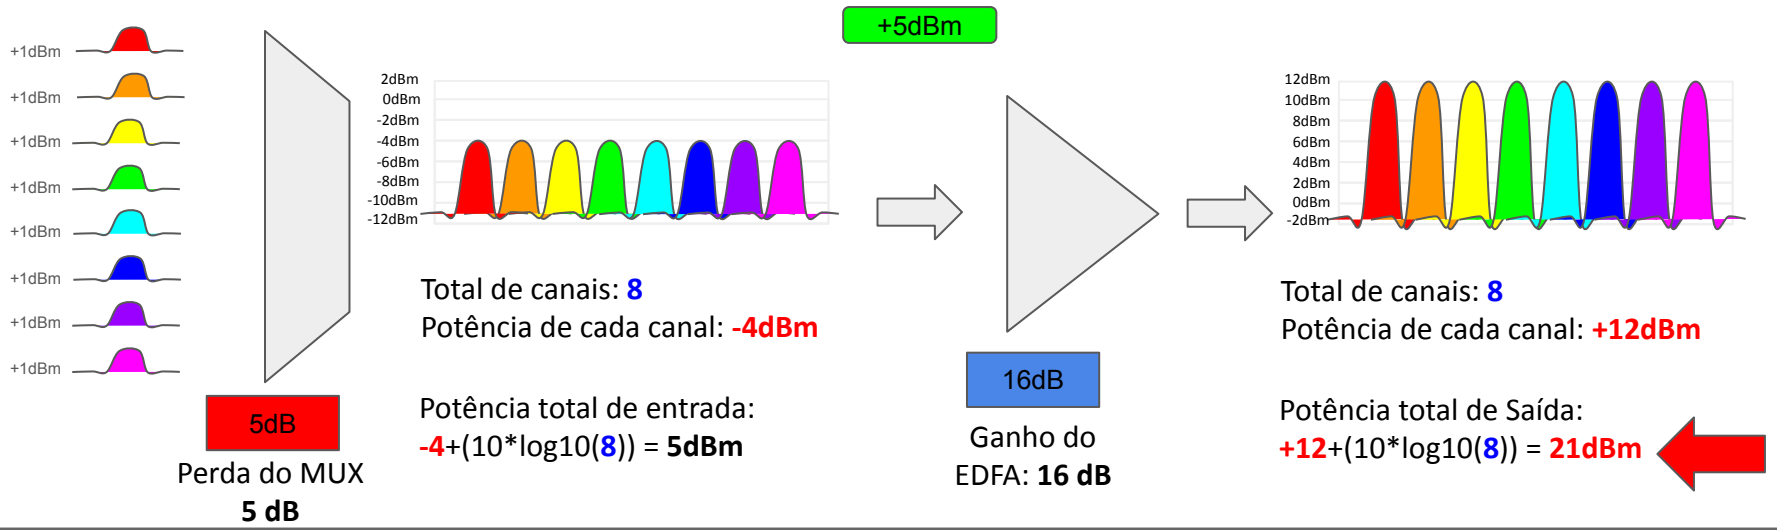 +5dBm
+1dBm
+1dBm
+1dBm
+1dBm
+1dBm
+1dBm
+1dBm
+1dBm
5dB
Perda do MUX
5 dB
2dBm
0dBm
-2dBm
-4dBm
-6dBm
-8dBm
-10dBm
-12dBm
Total de canais: 8
Potência de cada canal: -4dBm
Potência total de entrada:
-4+(10*log10(8)) = 5dBm
16dB
Ganho do
EDFA: 16 dB
12dBm
10dBm
8dBm
6dBm
4dBm
2dBm
0dBm
-2dBm
Total de canais: 8
Potência de cada canal: +12dBm
Potência total de Saída:
+12+(10*log10(8)) = 21dBm